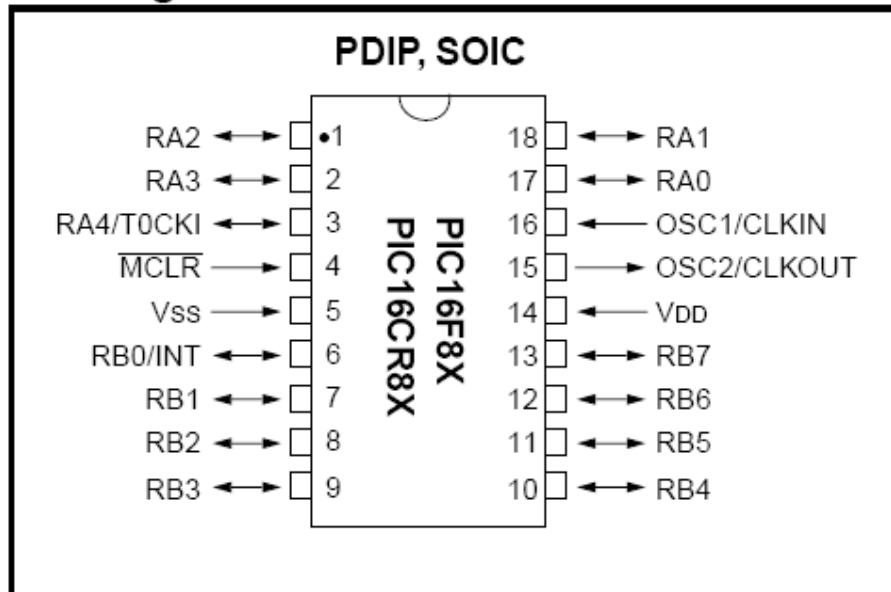 PDIP, SOIC
RA2 •1 18 RA1
RA3 2 17 RA0
RA4/T0CKI 3 16 OSC1/CLKIN
MCLR 4 15 OSC2/CLKOUT
VSS 5 14 VDD
RB0/INT 6 13 RB7
RB1 7 12 RB6
RB2 8 11 RB5
RB3 9 10 RB4
PIC16F8X
PIC16CR8X